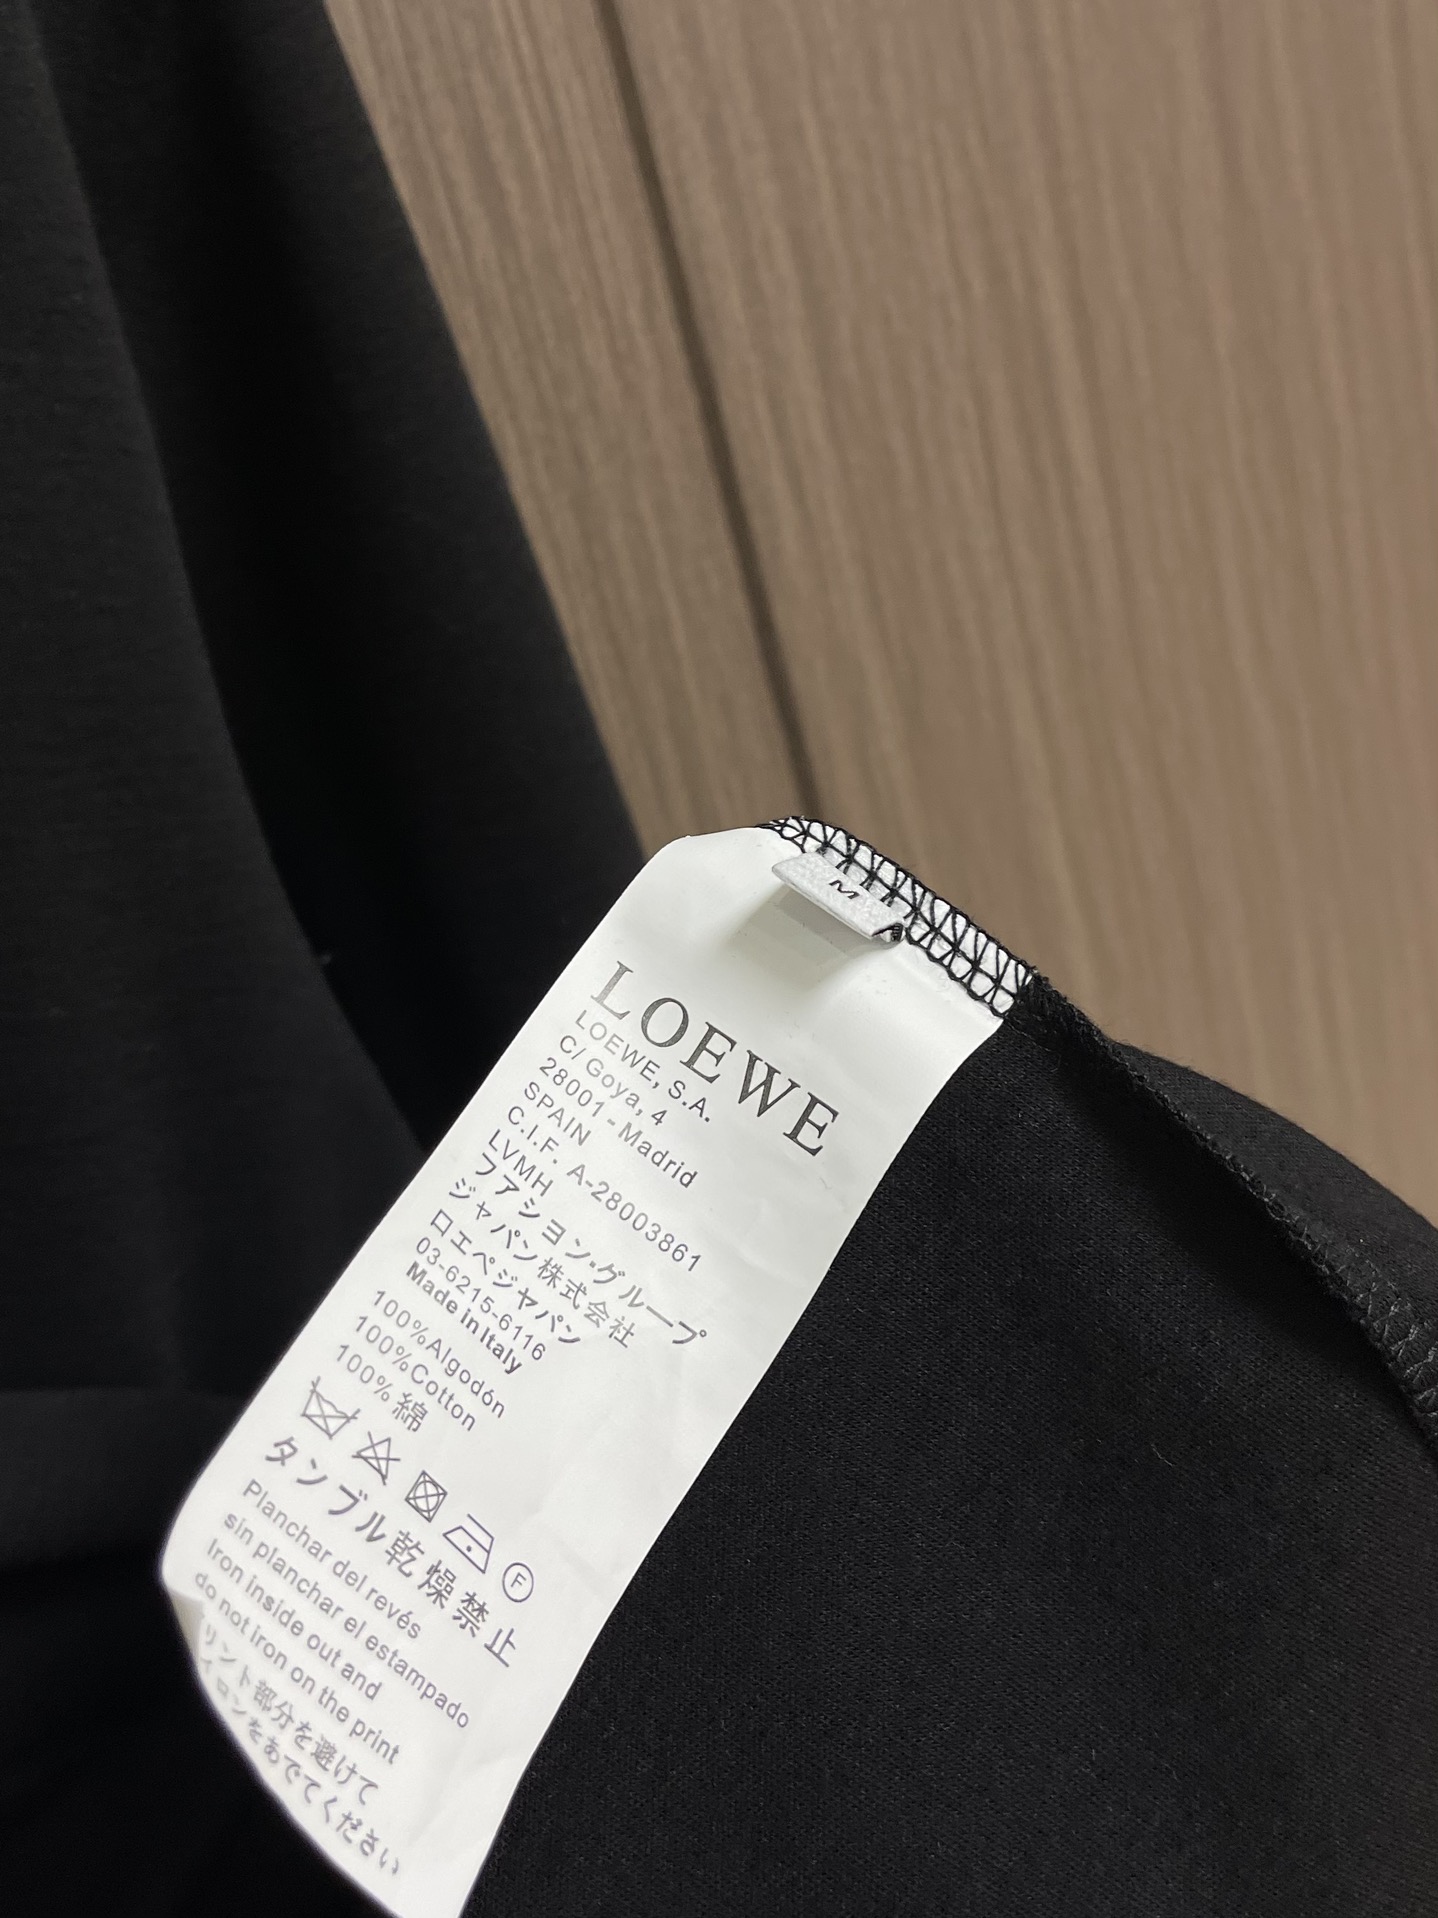 M
LOEWE
LOEWE, S.A.
C/ Goya, 4
28001 - Madrid
SPAIN
C.I.F. A-28003861
LVMH
ファション・グループ
ジャパン株式会社
ロエベジャパン
03-6215-6116
Made in Italy
100%Algodón
100%Cotton
100%綿
F
タンブル乾燥禁止
Planchar del revés
sin planchar el estampado
Iron inside out and
do not iron on the print
リント部分を避けて
イロンをあでてください